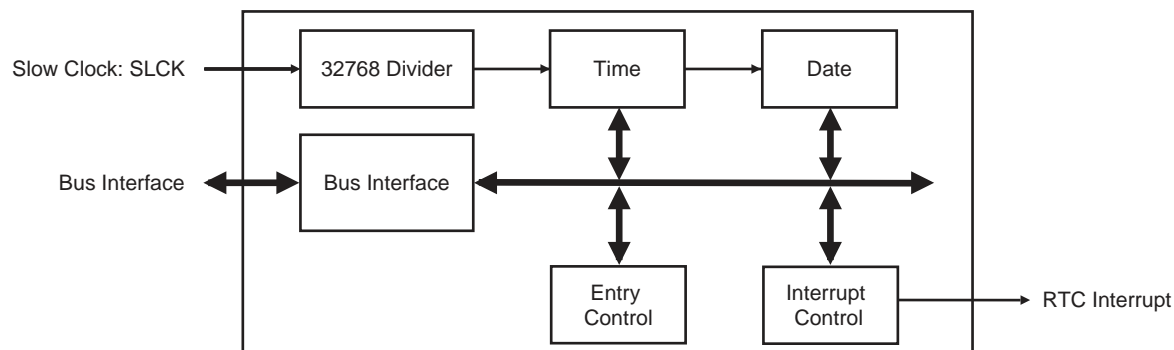 Slow Clock: SLCK
32768 Divider
Time
Date
Bus Interface
Bus Interface
Entry
Control
Interrupt
Control
RTC Interrupt